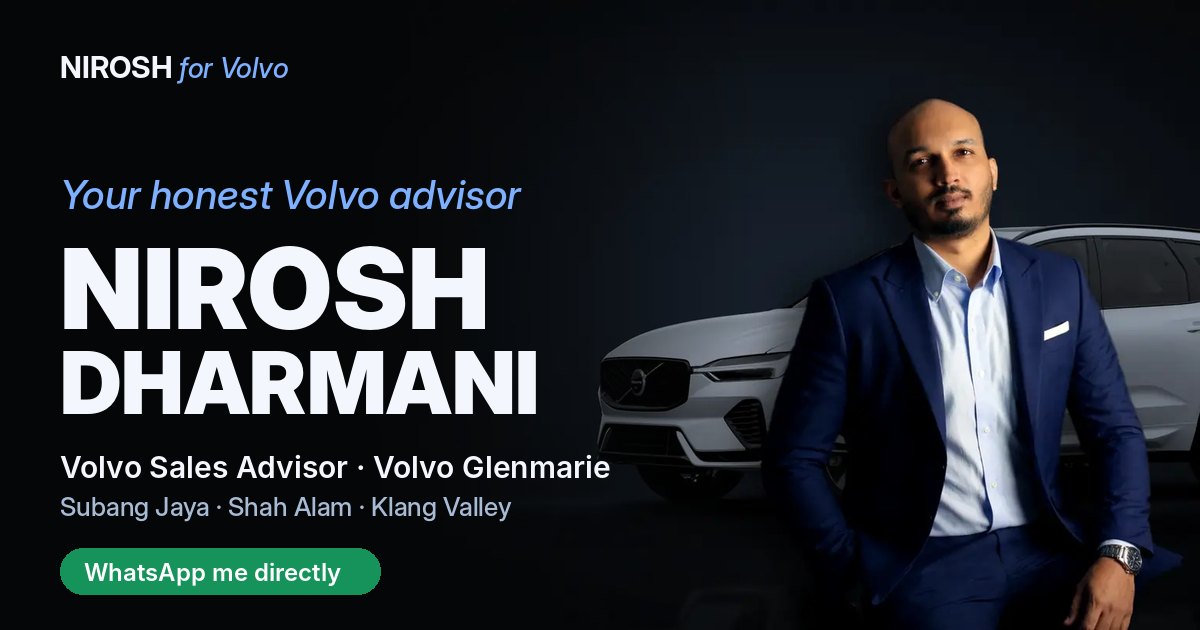 NIROSH for Volvo
Your honest Volvo advisor
NIROSH
DHARMANI
Volvo Sales Advisor · Volvo Glenmarie
Subang Jaya · Shah Alam · Klang Valley
WhatsApp me directly